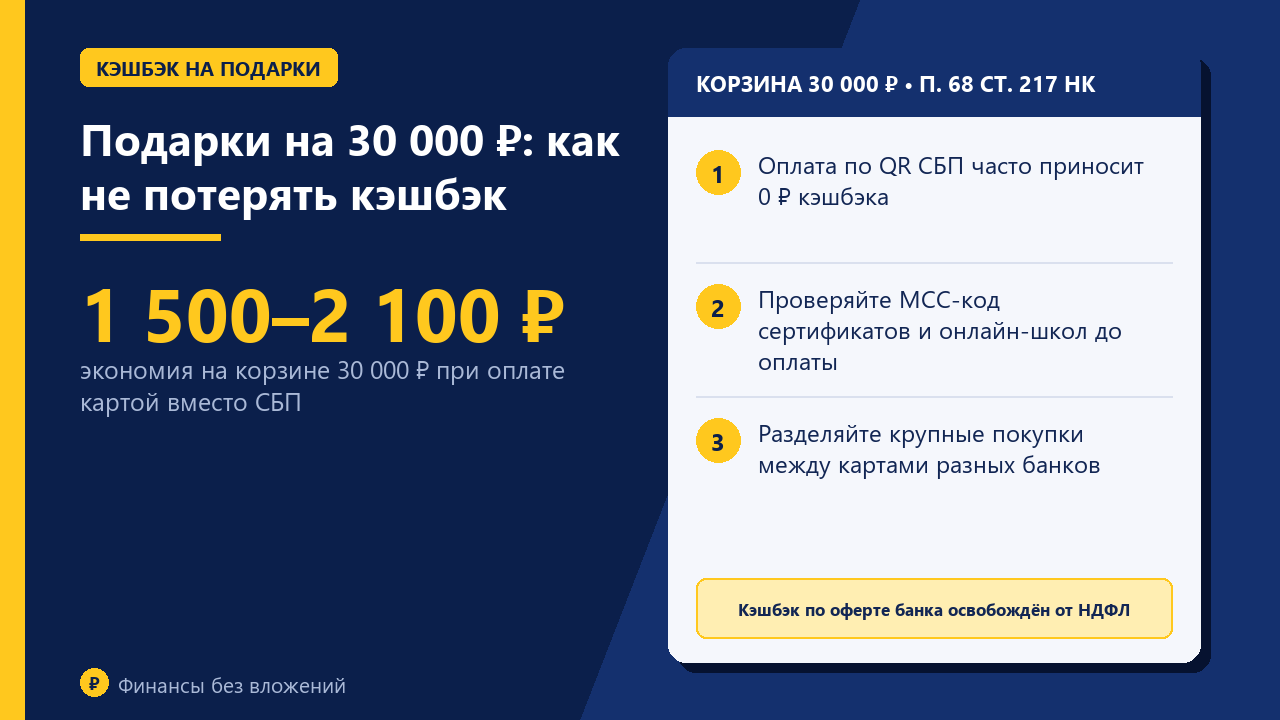 КЭШБЭК НА ПОДАРКИ
Подарки на 30 000 ₽: как
не потерять кэшбэк
1 500–2 100 ₽
экономия на корзине 30 000 ₽ при оплате
картой вместо СБП
₽ Финансы без вложений
КОРЗИНА 30 000 ₽ • П. 68 СТ. 217 НК
1 Оплата по QR СБП часто приносит
0 ₽ кэшбэка
2 Проверяйте MCC-код
сертификатов и онлайн-школ до
оплаты
3 Разделяйте крупные покупки
между картами разных банков
Кэшбэк по оферте банка освобождён от НДФЛ